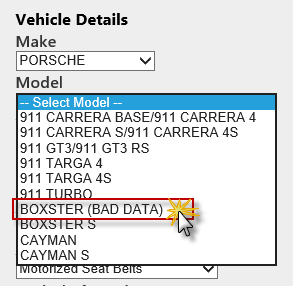 Vehicle Details
Make
PORSCHE
Model
-- Select Model --
911 CARRERA BASE/911 CARRERA 4
911 CARRERA S/911 CARRERA 4S
911 GT3/911 GT3 RS
911 TARGA 4
911 TARGA 4S
911 TURBO
BOXSTER (BAD DATA)
BOXSTER S
CAYMAN
CAYMAN S
Motorized Seat Belts